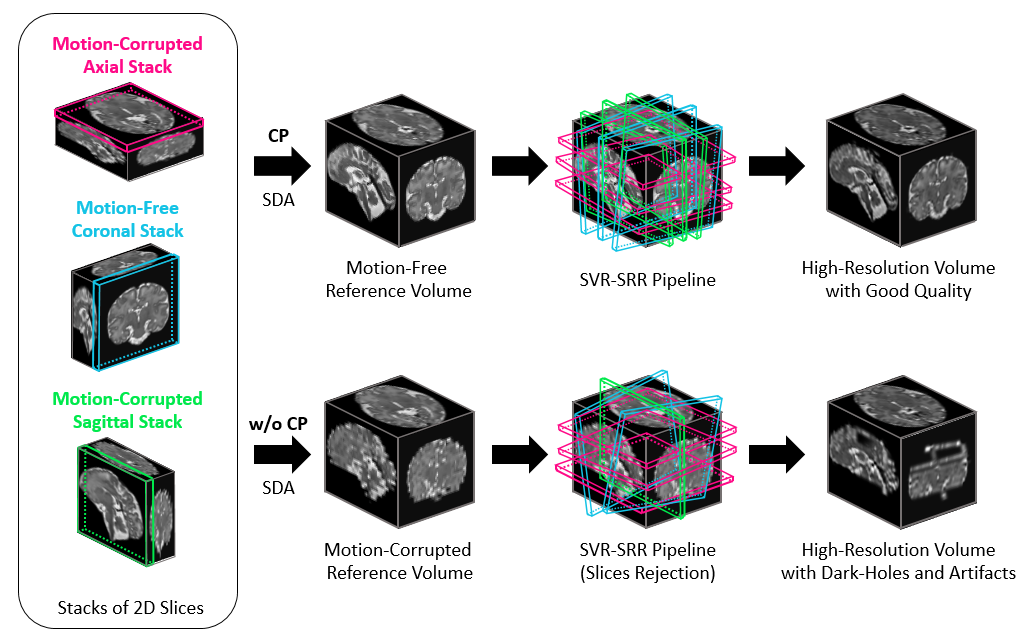 Motion-Corrupted
Axial Stack
Motion-Free
Coronal Stack
Motion-Corrupted
Sagittal Stack
Stacks of 2D Slices
CP
SDA
Motion-Free
Reference Volume
SVR-SRR Pipeline
High-Resolution Volume
with Good Quality
w/o CP
SDA
Motion-Corrupted
Reference Volume
SVR-SRR Pipeline
(Slices Rejection)
High-Resolution Volume
with Dark-Holes and Artifacts